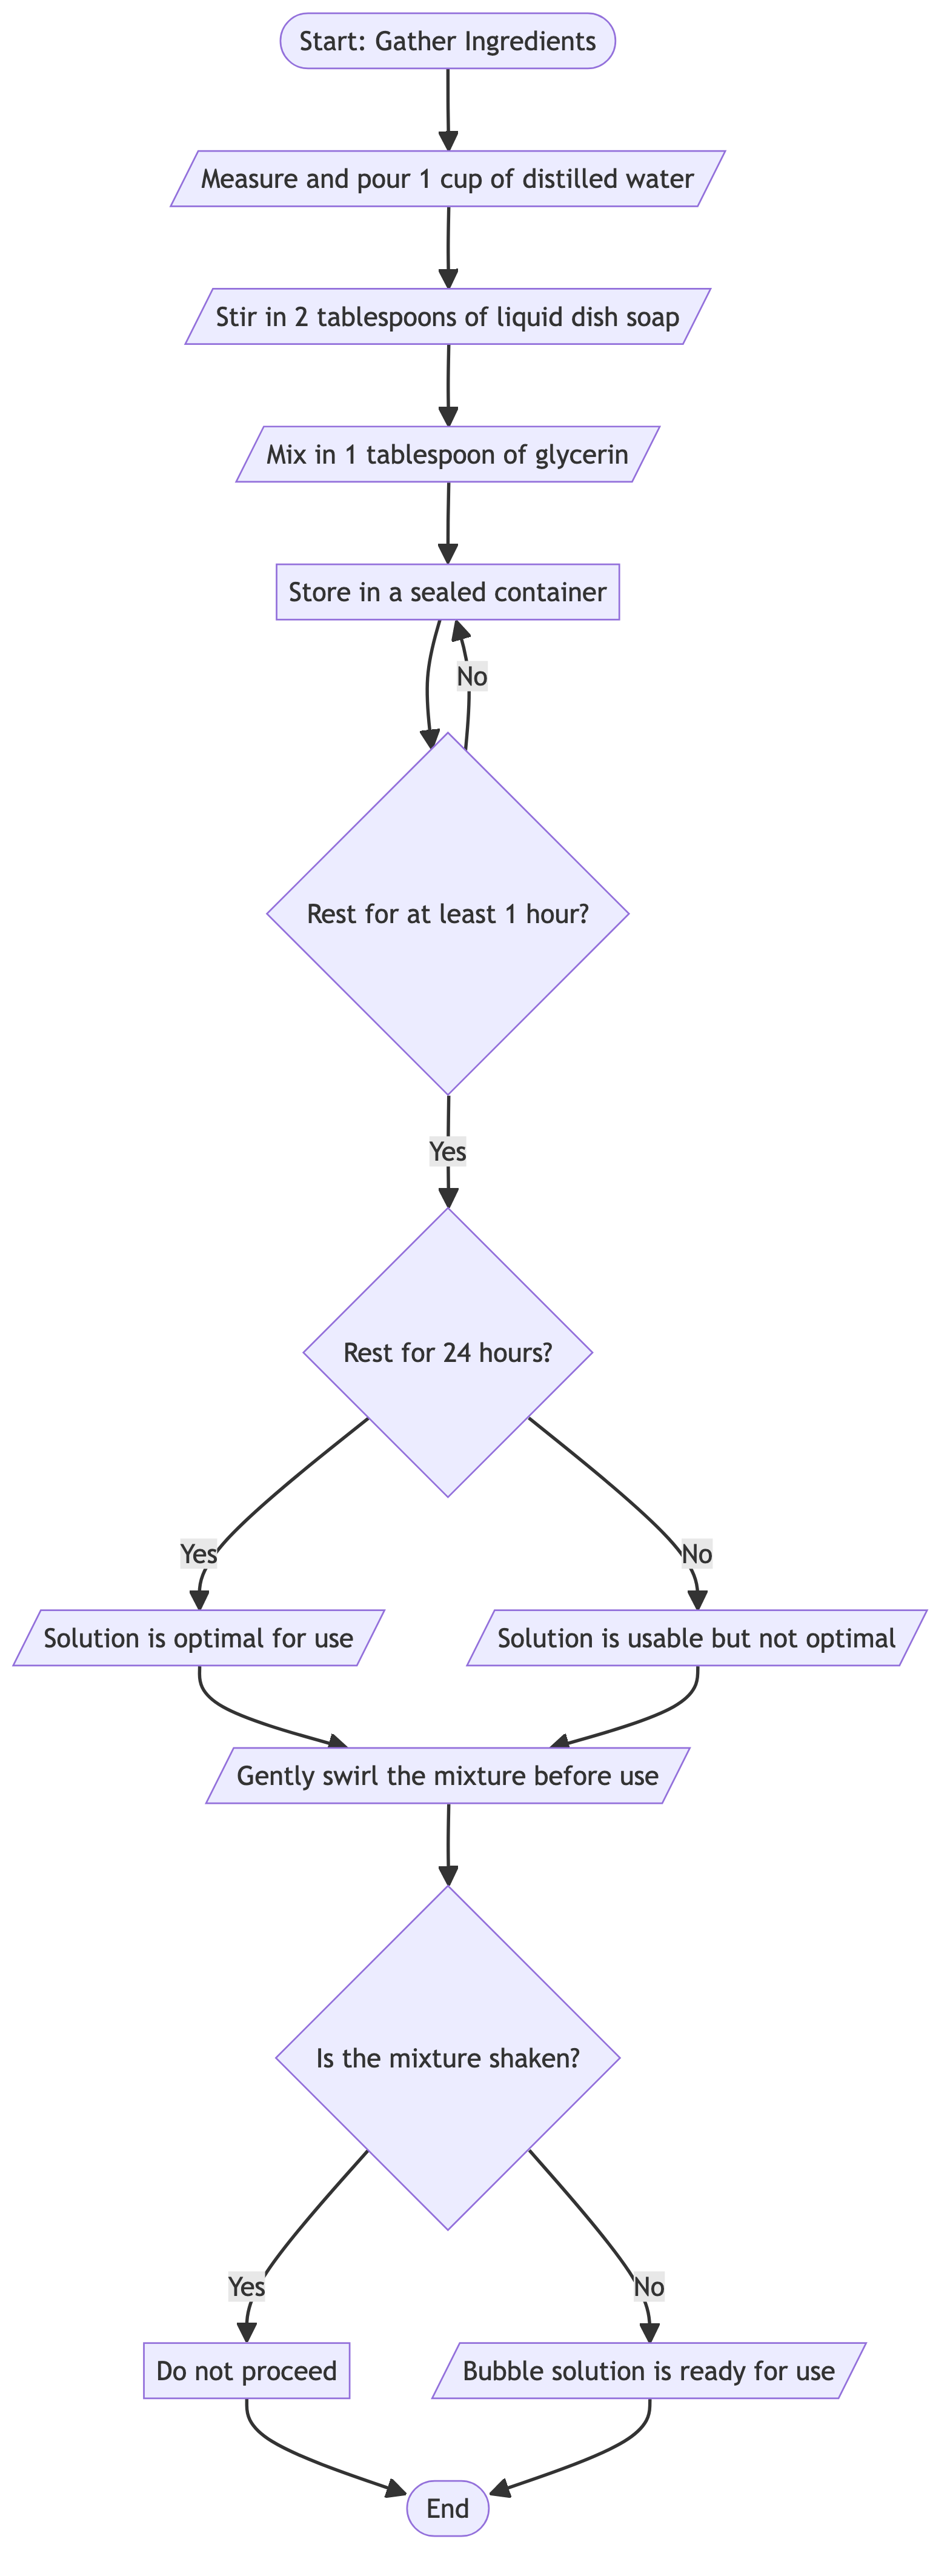 Start: Gather Ingredients
Measure and pour 1 cup of distilled water
Stir in 2 tablespoons of liquid dish soap
Mix in 1 tablespoon of glycerin
Store in a sealed container
No
Rest for at least 1 hour?
Yes
Rest for 24 hours?
Yes
No
Solution is optimal for use
Solution is usable but not optimal
Gently swirl the mixture before use
Is the mixture shaken?
Yes
No
Do not proceed
Bubble solution is ready for use
End